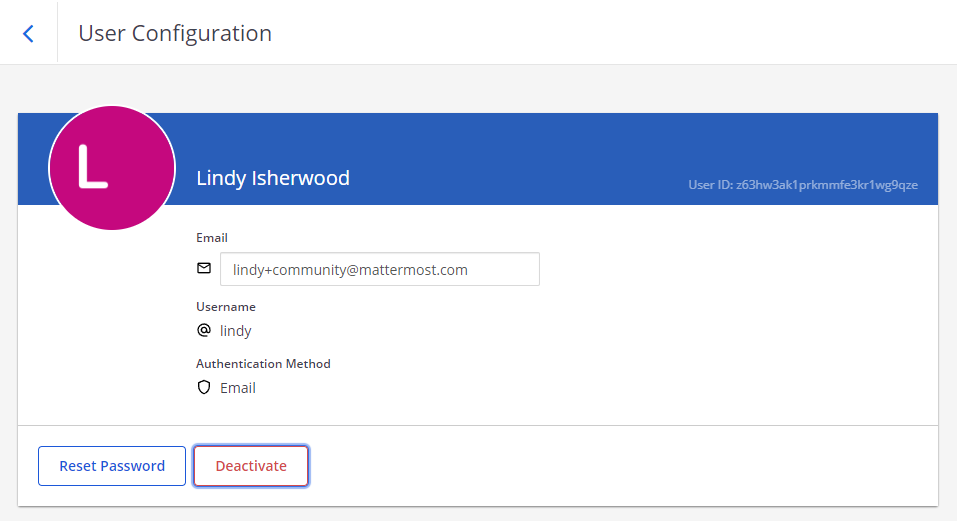 User Configuration
L
Lindy Isherwood
User ID: z63hw3ak1prkmmfe3kr1wg9qze
Email
lindy+community@mattermost.com
Username
lindy
Authentication Method
Email
Reset Password
Deactivate